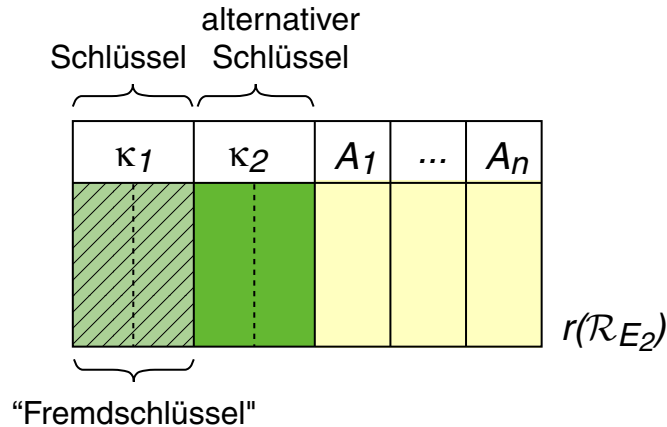 alternativer
Schlüssel Schlüssel
κ1 κ2 A1 ... An
r(ℛE2)
“Fremdschlüssel"